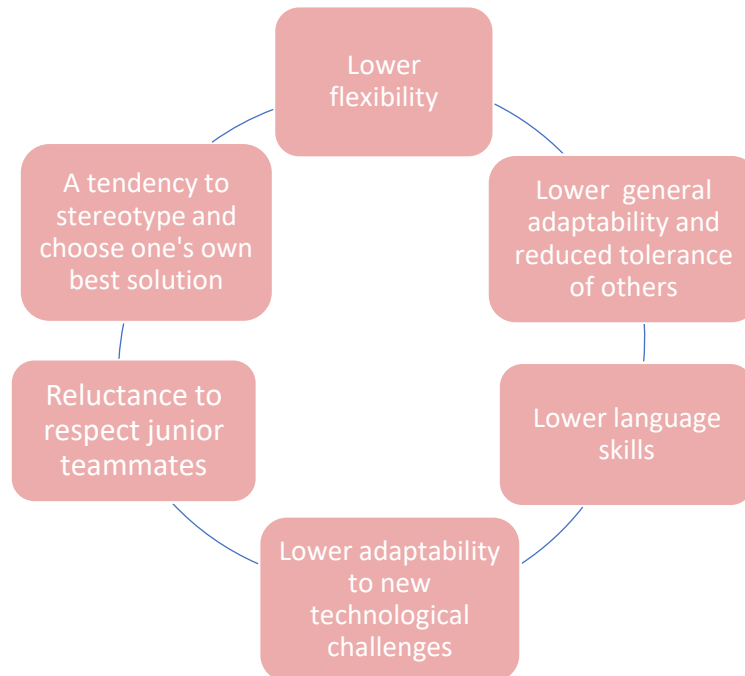 Lower
flexibility
Lower general
adaptability and
reduced tolerance
of others
Lower language
skills
Lower adaptability
to new
technological
challenges
Reluctance to
respect junior
teammates
A tendency to
stereotype and
choose one's own
best solution